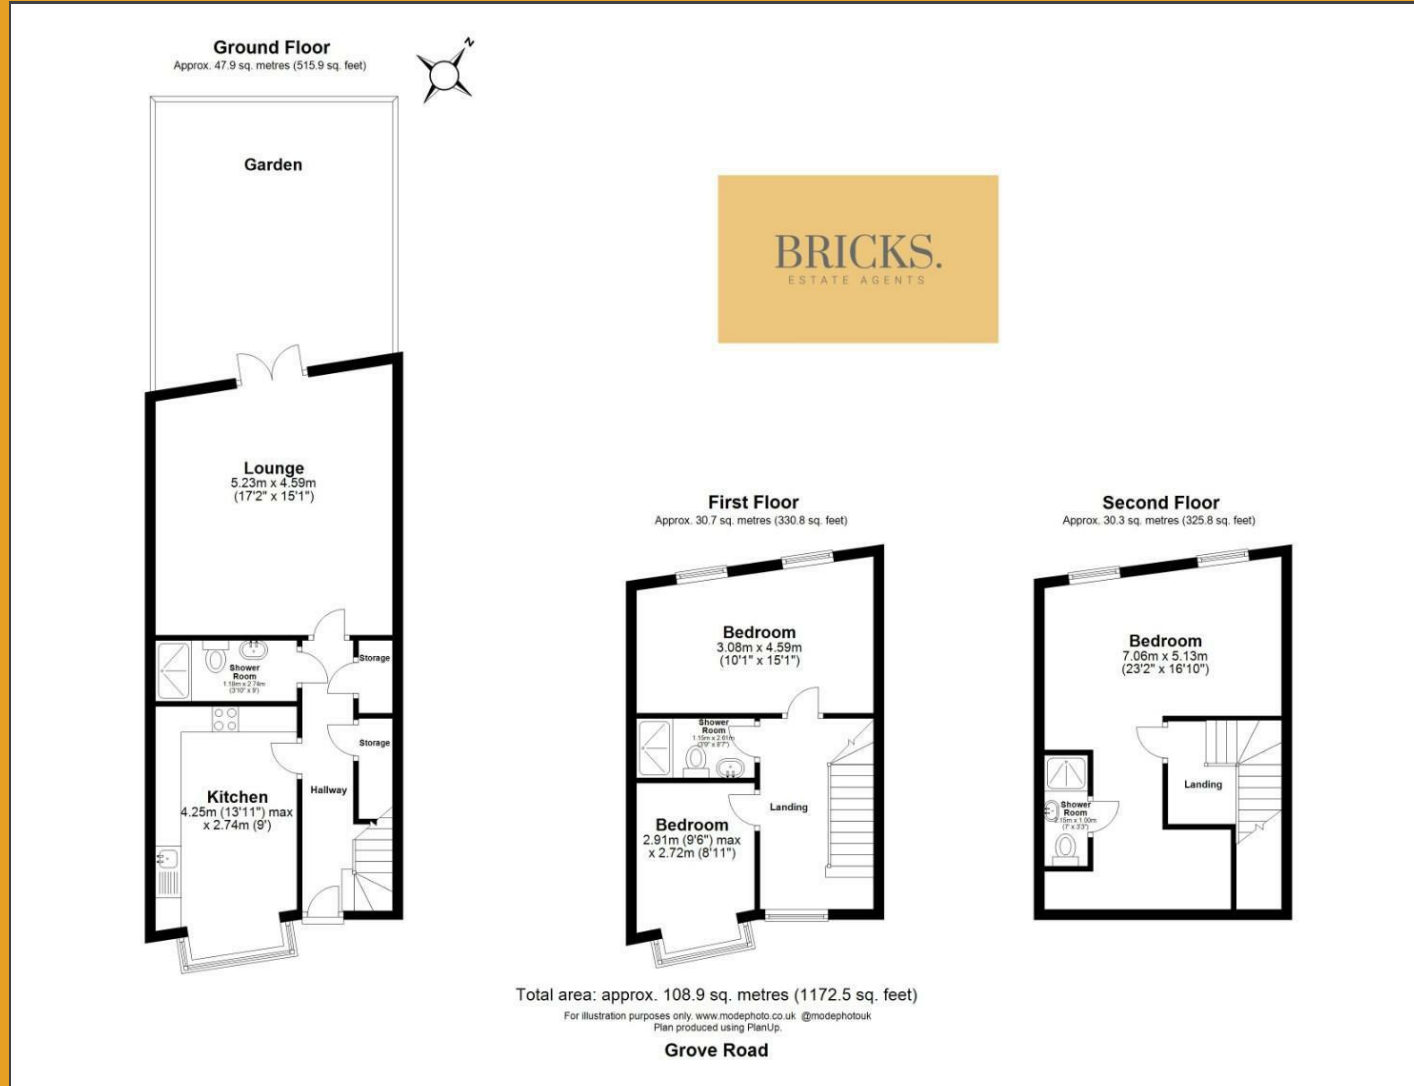 Ground Floor
Approx. 47.9 sq. metres (515.9 sq. feet)
N
Garden
BRICKS.
ESTATE AGENTS
Lounge
5.23m x 4.59m
(17'2" x 15'1")
Shower
Room
1.18m x 2.74m
(3'10" x 9')
Storage
Storage
Kitchen
4.25m (13'11") max
x 2.74m (9')
Hallway
First Floor
Approx. 30.7 sq. metres (330.8 sq. feet)
Bedroom
3.08m x 4.59m
(10'1" x 15'1")
Shower
Room
1.15m x 2.61m
(3'9" x 8'7")
Bedroom
2.91m (9'6") max
x 2.72m (8'11")
Landing
Second Floor
Approx. 30.3 sq. metres (325.8 sq. feet)
Bedroom
7.06m x 5.13m
(23'2" x 16'10")
Landing
Shower
Room
2.15m x 1.00m
(7' x 3'3")
Total area: approx. 108.9 sq. metres (1172.5 sq. feet)
For illustration purposes only. www.modephoto.co.uk @modephotouk
Plan produced using PlanUp.
Grove Road